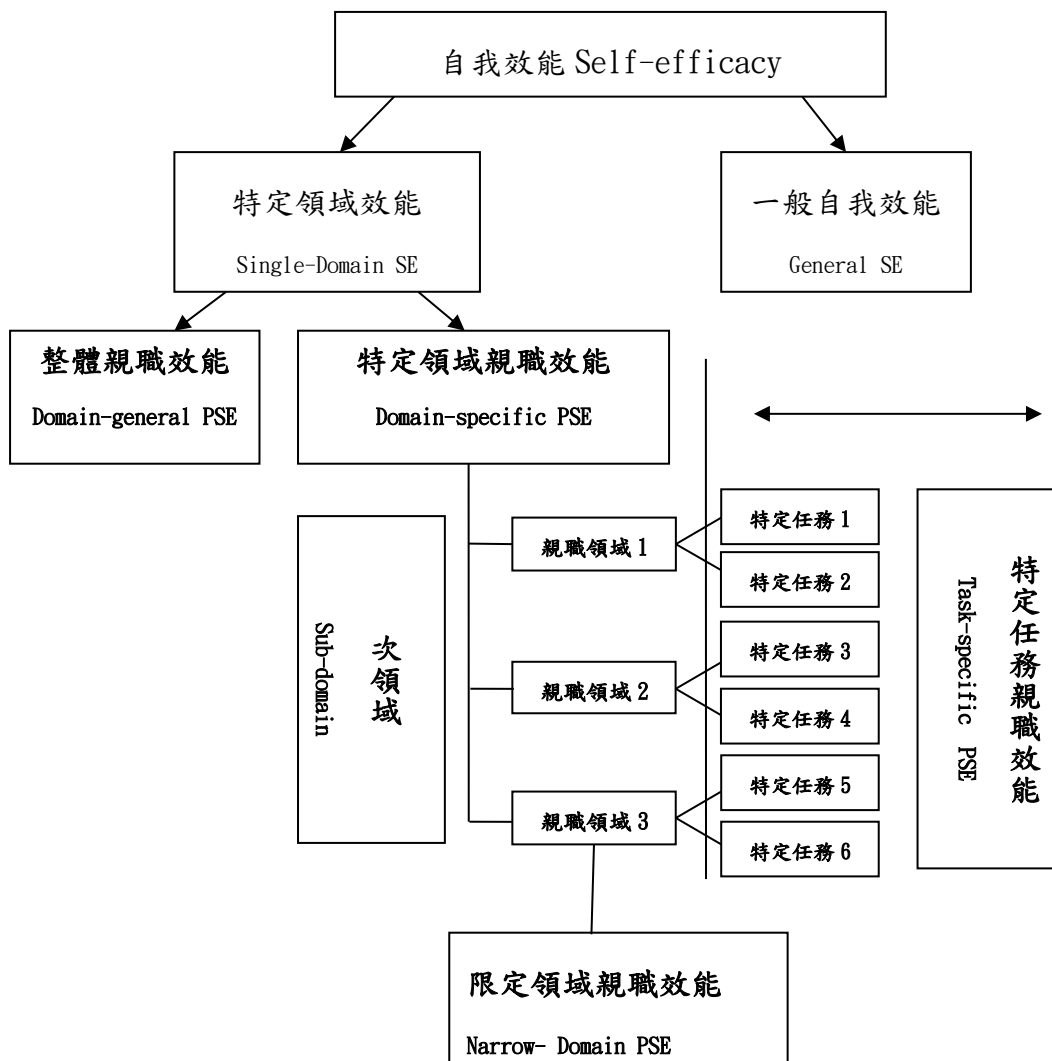 自我效能 Self-efficacy
特定領域效能
Single-Domain SE
一般自我效能
General SE
整體親職效能
Domain-general PSE
特定領域親職效能
Domain-specific PSE
次領域
Sub-domain
親職領域 1
特定任務 1
特定任務 2
親職領域 2
特定任務 3
特定任務 4
親職領域 3
特定任務 5
特定任務 6
特定任務親職效能
Task-specific PSE
限定領域親職效能
Narrow- Domain PSE